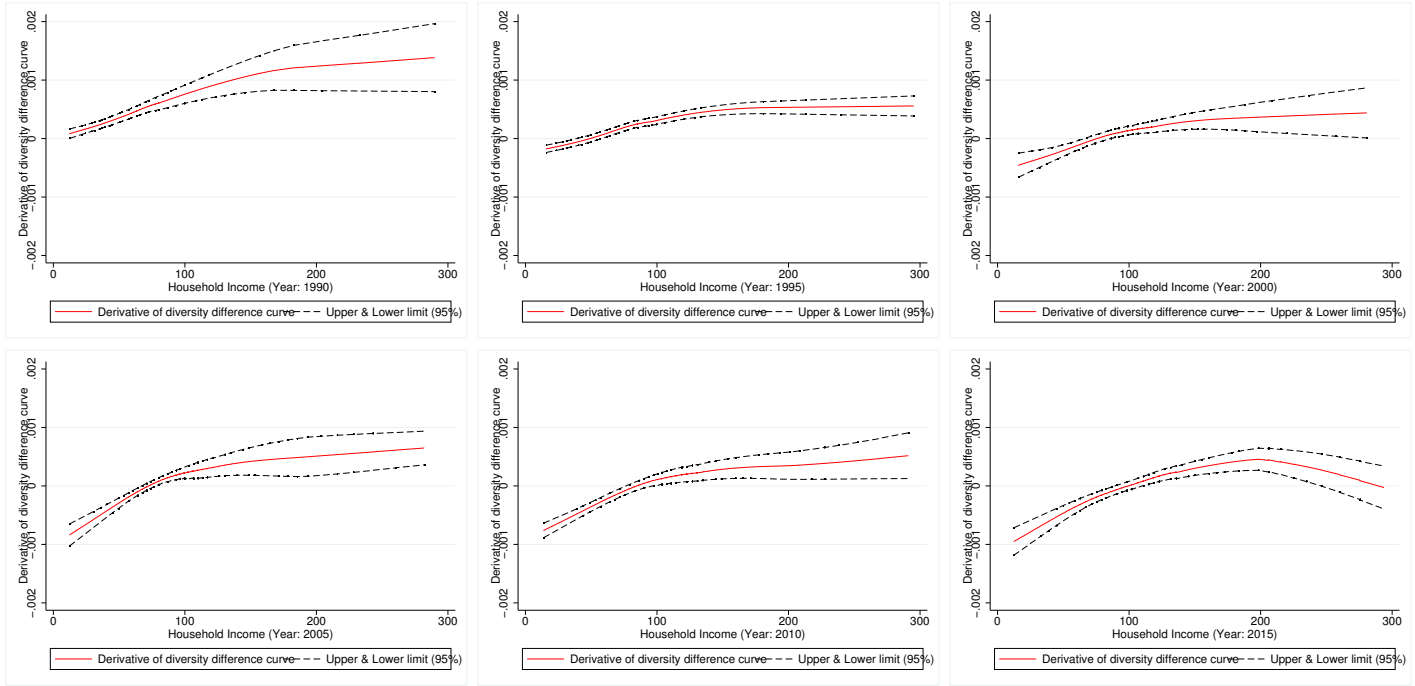 Derivative of diversity difference curve
.002
.001
0
-.001
-.002
0 100 200 300
Household Income (Year: 1990)
Derivative of diversity difference curve Upper & Lower limit (95%)
Derivative of diversity difference curve
.002
.001
0
-.001
-.002
0 100 200 300
Household Income (Year: 1995)
Derivative of diversity difference curve Upper & Lower limit (95%)
Derivative of diversity difference curve
.002
.001
0
-.001
-.002
0 100 200 300
Household Income (Year: 2000)
Derivative of diversity difference curve Upper & Lower limit (95%)
Derivative of diversity difference curve
.002
.001
0
-.001
-.002
0 100 200 300
Household Income (Year: 2005)
Derivative of diversity difference curve Upper & Lower limit (95%)
Derivative of diversity difference curve
.002
.001
0
-.001
-.002
0 100 200 300
Household Income (Year: 2010)
Derivative of diversity difference curve Upper & Lower limit (95%)
Derivative of diversity difference curve
.002
.001
0
-.001
-.002
0 100 200 300
Household Income (Year: 2015)
Derivative of diversity difference curve Upper & Lower limit (95%)